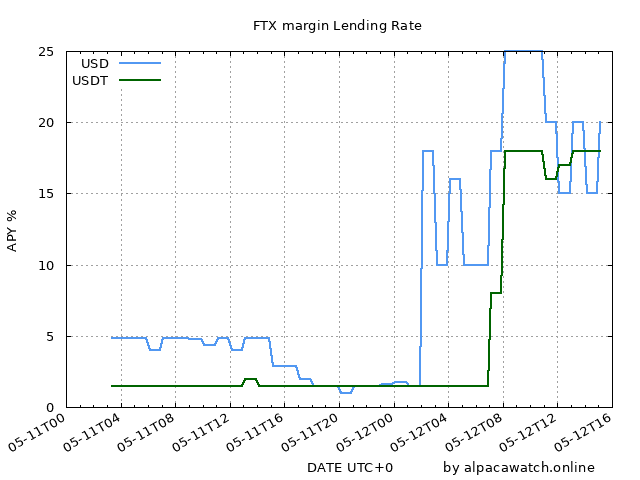 FTX margin Lending Rate
USD
USDT
APY %
25
20
15
10
5
0
05-11T00
05-11T04
05-11T08
05-11T12
05-11T16
05-11T20
05-12T00
05-12T04
05-12T08
05-12T12
05-12T16
DATE UTC+0
by alpacawatch.online